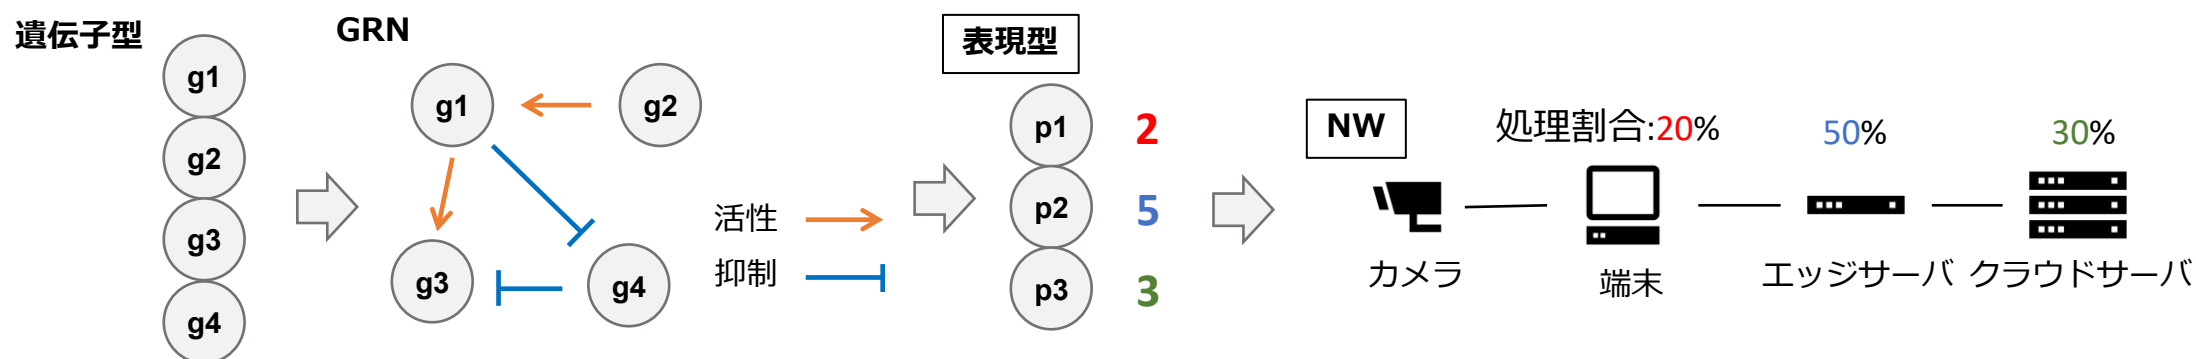 遺伝子型
g1
g2
g3
g4
GRN
g1
g2
g3
g4
活性
抑制
表現型
p1
2
p2
5
p3
3
NW
処理割合:20%
50%
30%
カメラ
端末
エッジサーバ
クラウドサーバ